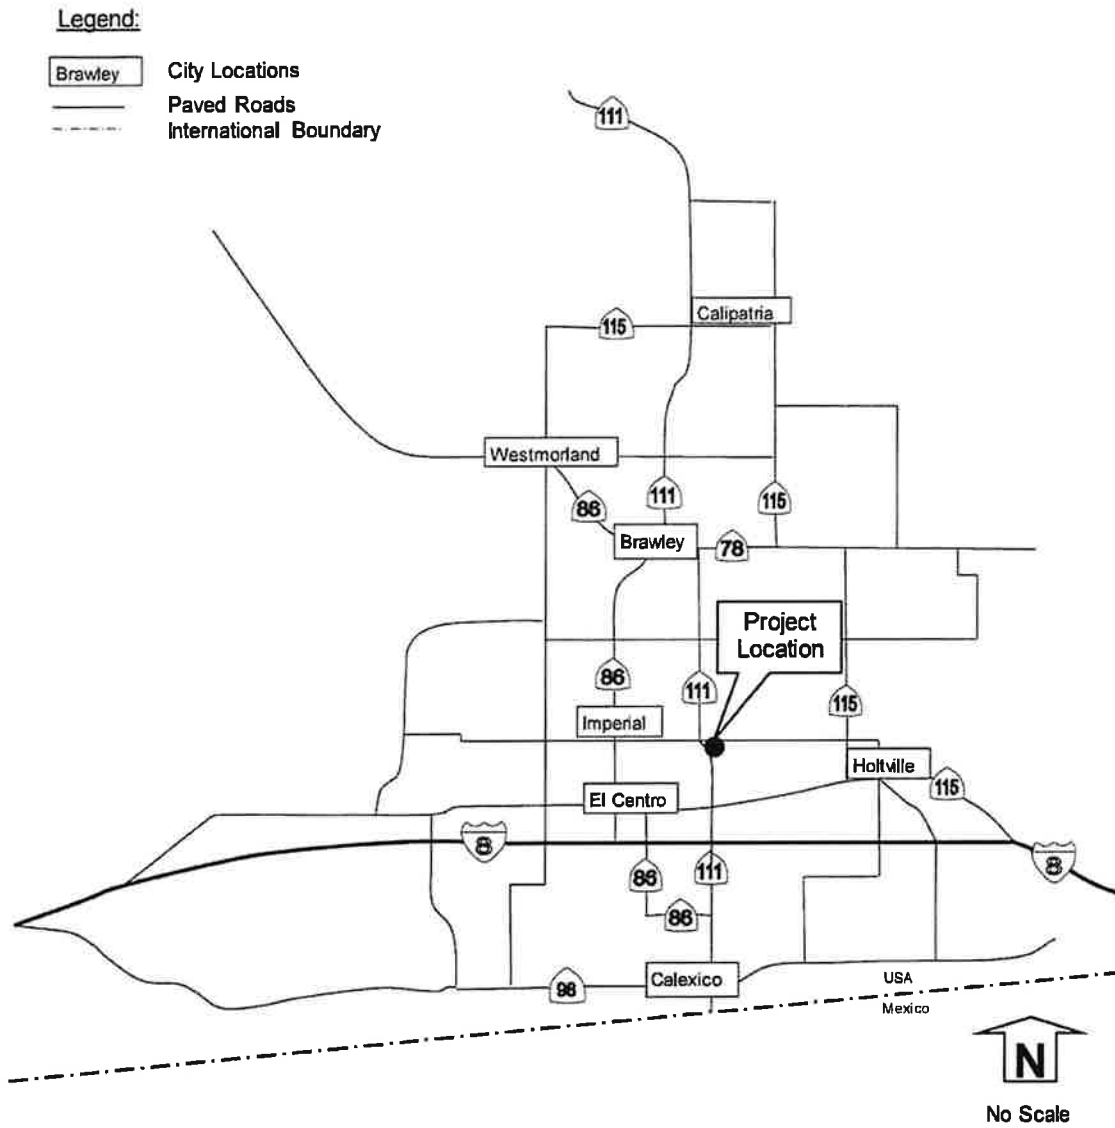 Legend:
Brawley
City Locations
Paved Roads
International Boundary
111
Calipatria
115
Westmorland
86
111
115
Brawley
78
Project
Location
86
111
115
Imperial
Holtville
115
El Centro
8
8
86
111
86
98
Calexico
USA
Mexico
N
No Scale